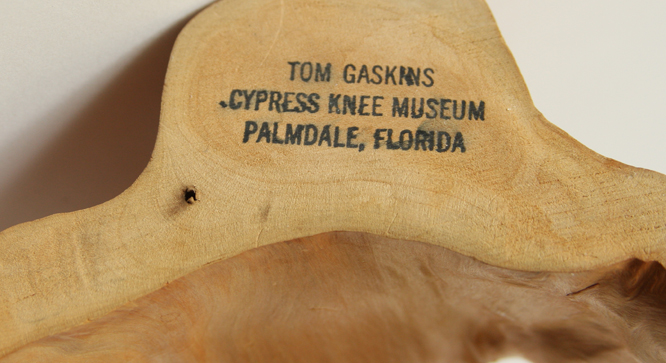 TOM GASKINS
CYPRESS KNEE MUSEUM
PALMDALE, FLORIDA